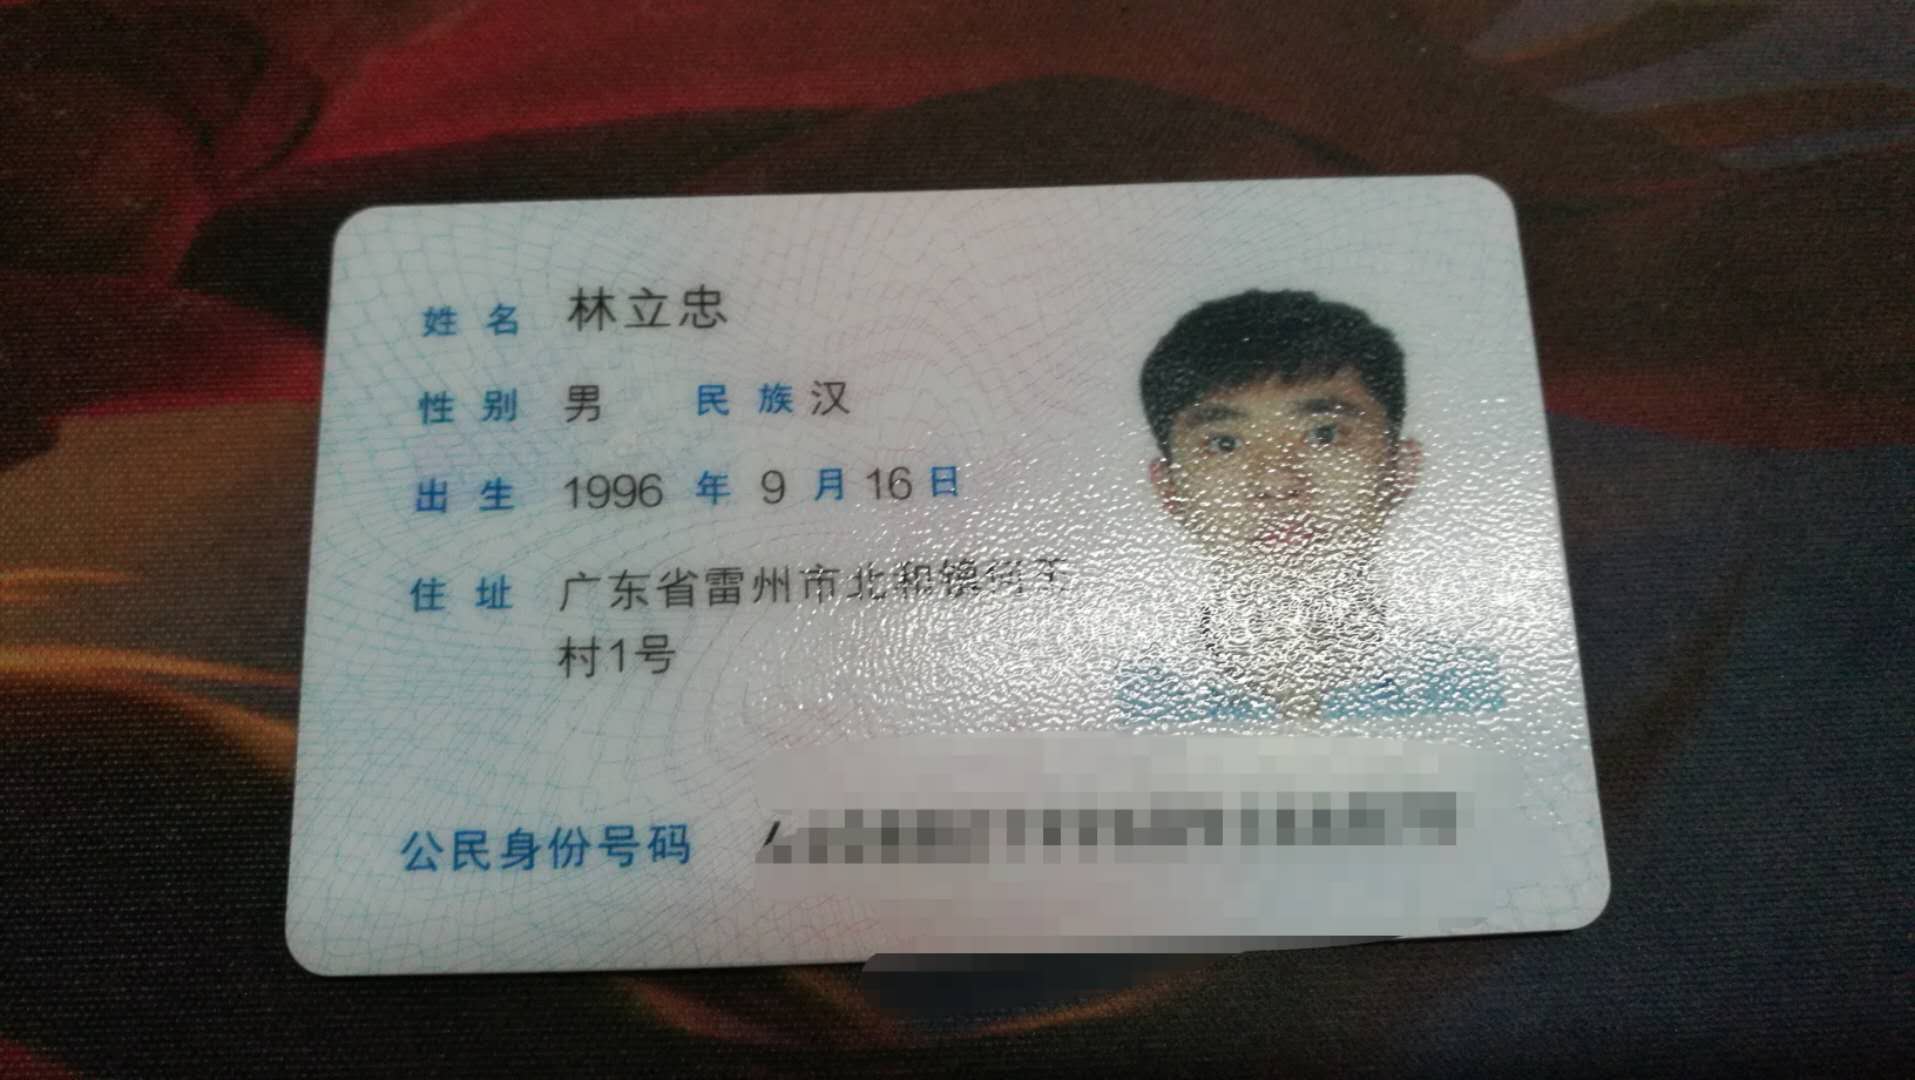 姓名 林立忠
性别 男 民族 汉
出生 1996 年 9 月 16 日
住址 广东省雷州市北和镇
村1号
公民身份号码